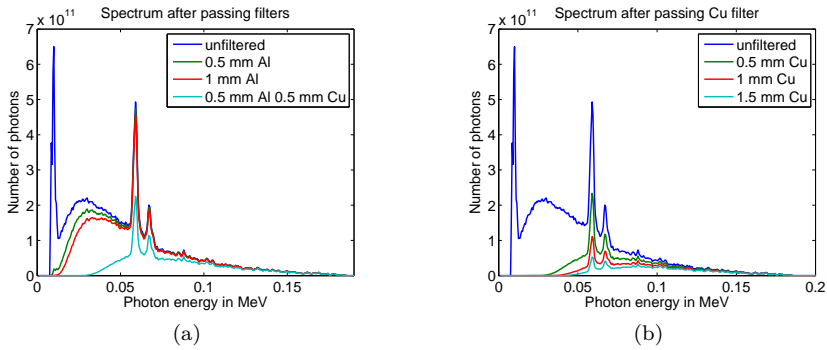 Spectrum after passing filters
7 x 10^11
unfiltered
0.5 mm Al
1 mm Al
0.5 mm Al 0.5 mm Cu
6
5
4
3
2
1
0
Number of photons
0 0.05 0.1 0.15
Photon energy in MeV
(a)
Spectrum after passing Cu filter
7 x 10^11
unfiltered
0.5 mm Cu
1 mm Cu
1.5 mm Cu
6
5
4
3
2
1
0
Number of photons
0 0.05 0.1 0.15 0.2
Photon energy in MeV
(b)